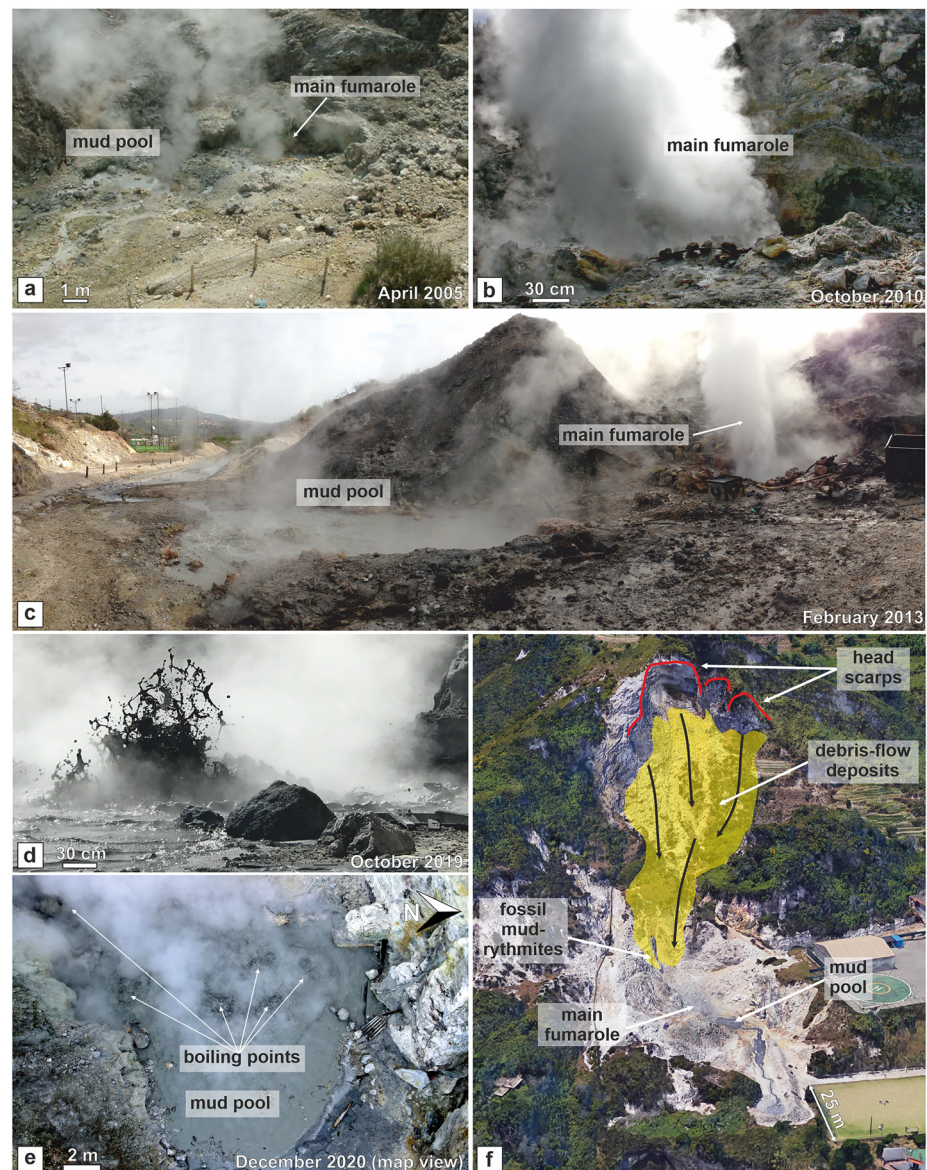 main fumarole
mud pool
a
1 m
April 2005
main fumarole
b
30 cm
October 2010
main fumarole
mud pool
c
February 2013
d
30 cm
October 2019
N
boiling points
mud pool
e
2 m
December 2020 (map view)
head
scarps
debris-flow
deposits
fossil
mud-
rythmites
mud
pool
main
fumarole
25 m
f